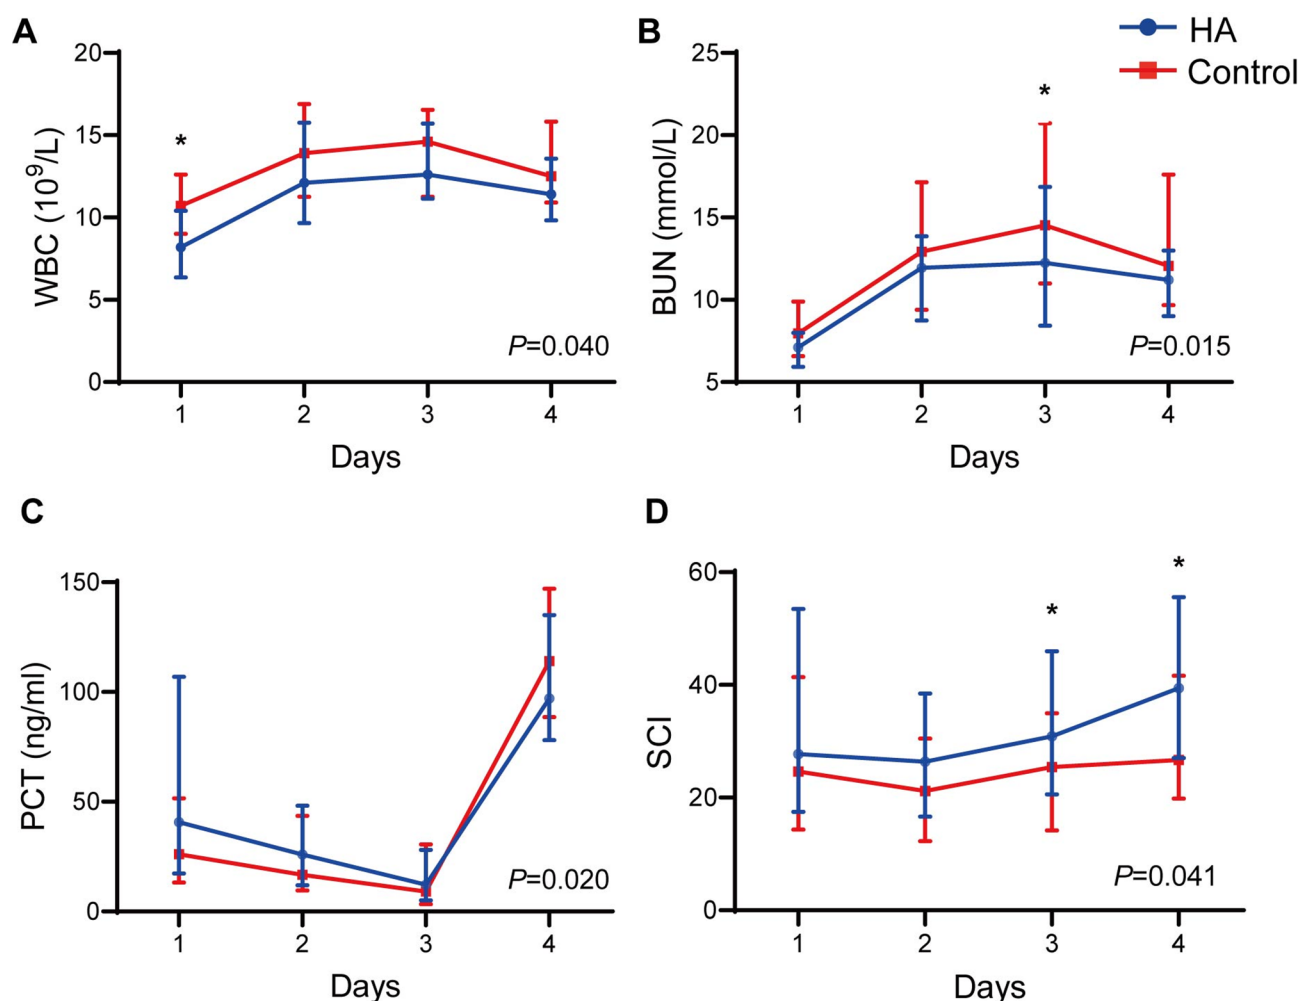 A
B
HA
Control
20
15
10
5
0
WBC (10⁹/L)
*
P=0.040
1 2 3 4
Days
25
20
15
10
5
BUN (mmol/L)
*
P=0.015
1 2 3 4
Days
C
D
150
100
50
0
PCT (ng/ml)
P=0.020
1 2 3 4
Days
60
40
20
0
SCI
*
*
P=0.041
1 2 3 4
Days